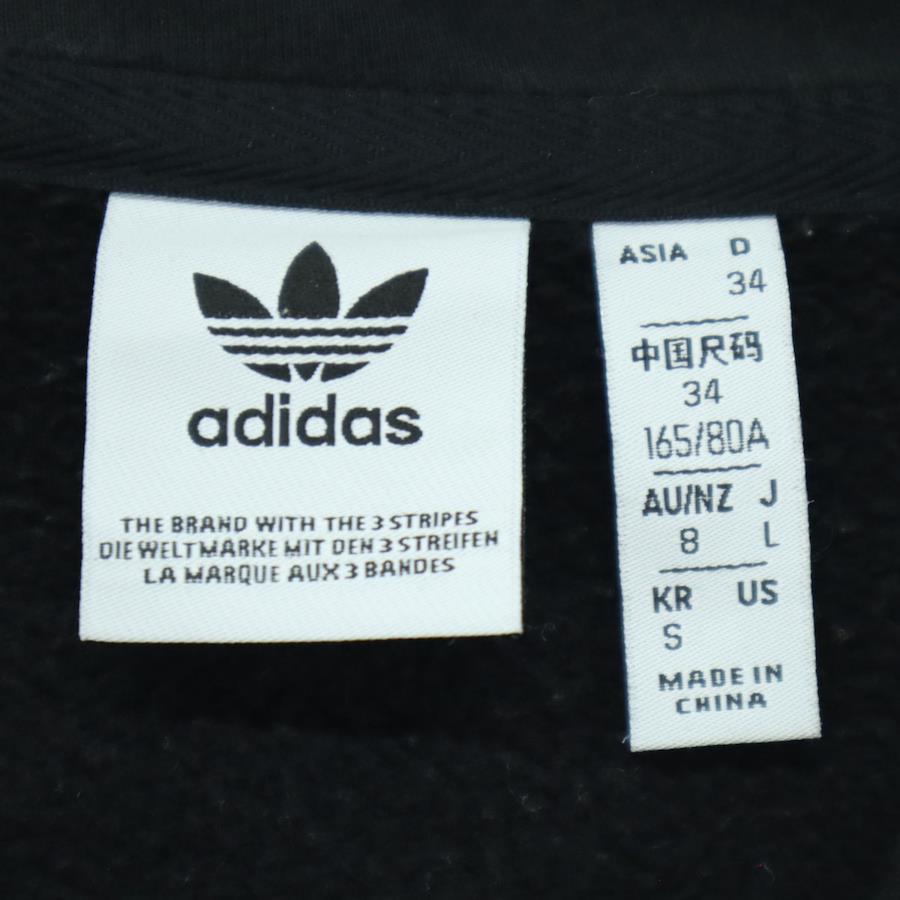 adidas
THE BRAND WITH THE 3 STRIPES
DIE WELTMARKE MIT DEN 3 STREIFEN
LA MARQUE AUX 3 BANDES
ASIA D
34
中国尺码
34
165/80A
AU/NZ J
8 L
KR US
S
MADE IN
CHINA